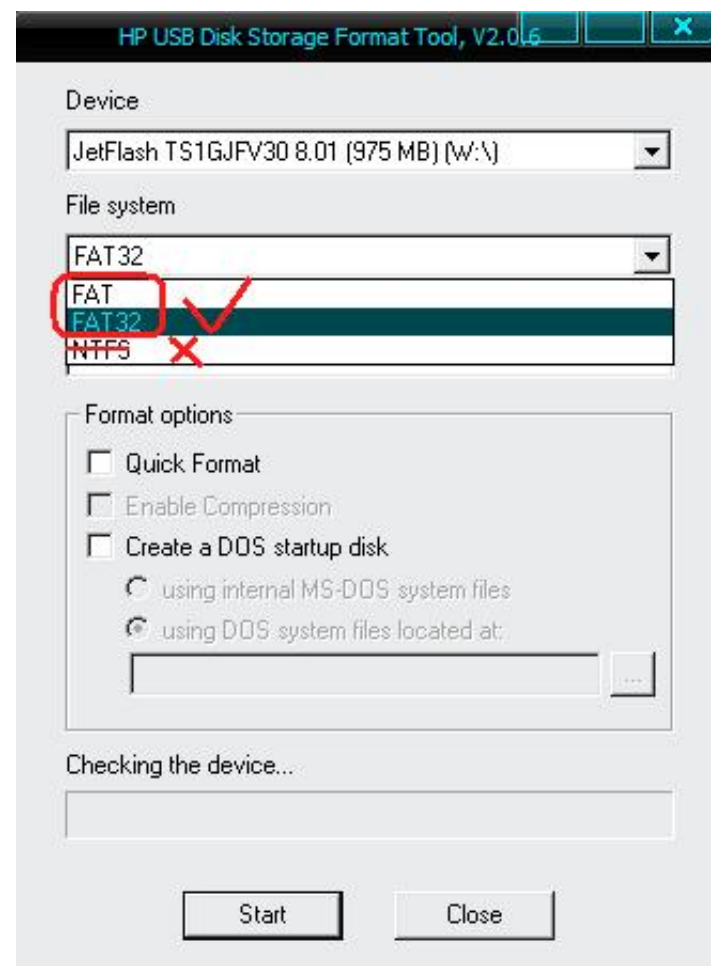 HP USB Disk Storage Format Tool, V2.0.6
Device
JetFlash TS1GJFV30 8.01 (975 MB) (W:\)
File system
FAT32
FAT
FAT32
NTFS
Format options
Quick Format
Enable Compression
Create a DOS startup disk
using internal MS-DOS system files
using DOS system files located at:
...
Checking the device...
Start Close